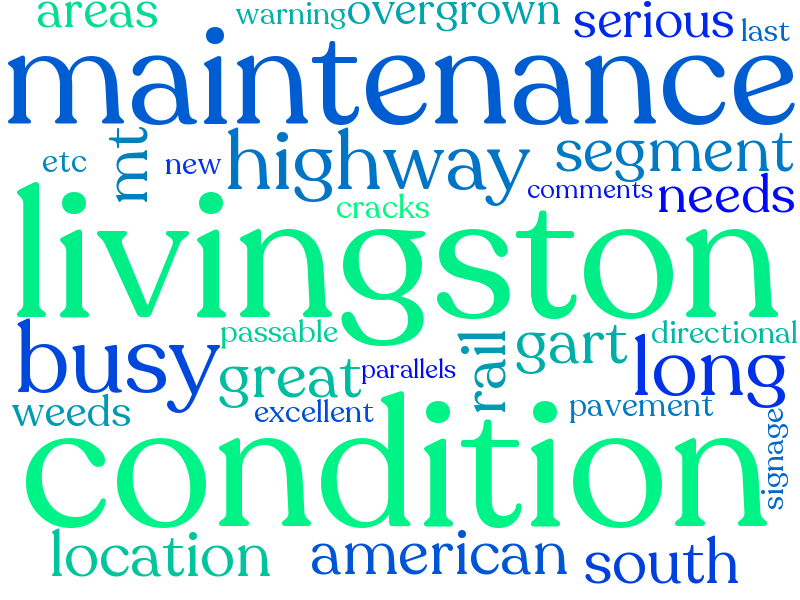 areas
warning
overgrown
serious
last
maintenance
etc
mt
new
highway
segment
comments
needs
cracks
livingston
busy
passable
great
parallels
rail
gart
directional
long
weeds
excellent
pavement
signage
condition
location
american
south